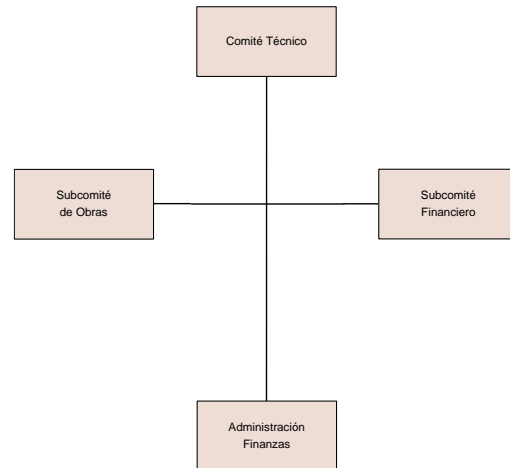 Comité Técnico
Subcomité
de Obras
Subcomité
Financiero
Administración
Finanzas